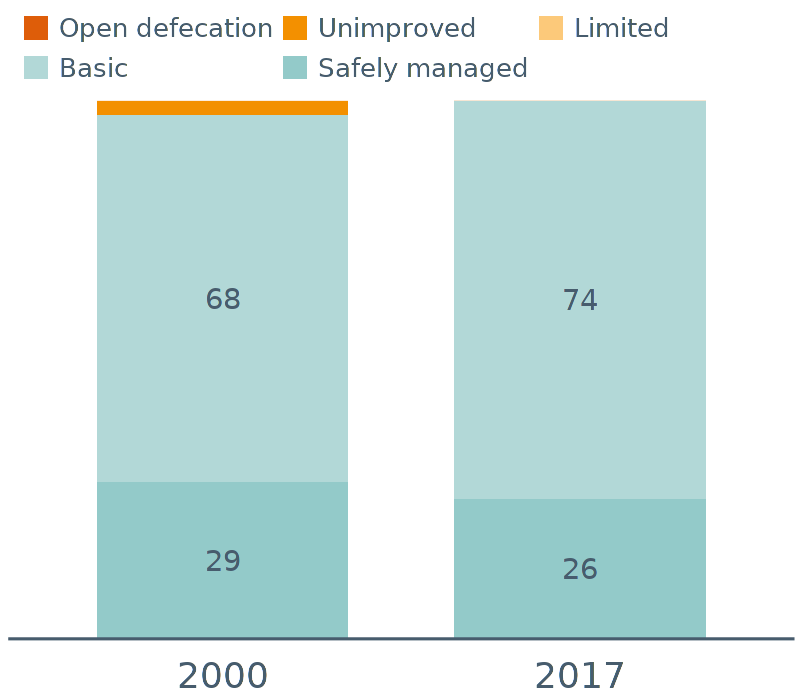 Open defecation Unimproved Limited
Basic Safely managed
68 74
29 26
2000 2017